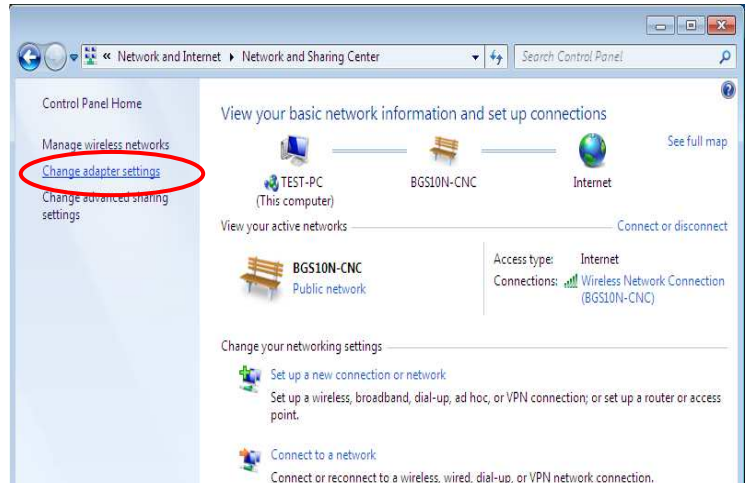 « Network and Internet ▸ Network and Sharing Center
Search Control Panel
Control Panel Home
Manage wireless networks
Change adapter settings
Change advanced sharing
settings
View your basic network information and set up connections
See full map
TEST-PC
(This computer)
BGS10N-CNC
Internet
View your active networks
Connect or disconnect
BGS10N-CNC
Public network
Access type: Internet
Connections: Wireless Network Connection
(BGS10N-CNC)
Change your networking settings
Set up a new connection or network
Set up a wireless, broadband, dial-up, ad hoc, or VPN connection; or set up a router or access
point.
Connect to a network
Connect or reconnect to a wireless, wired, dial-up, or VPN network connection.